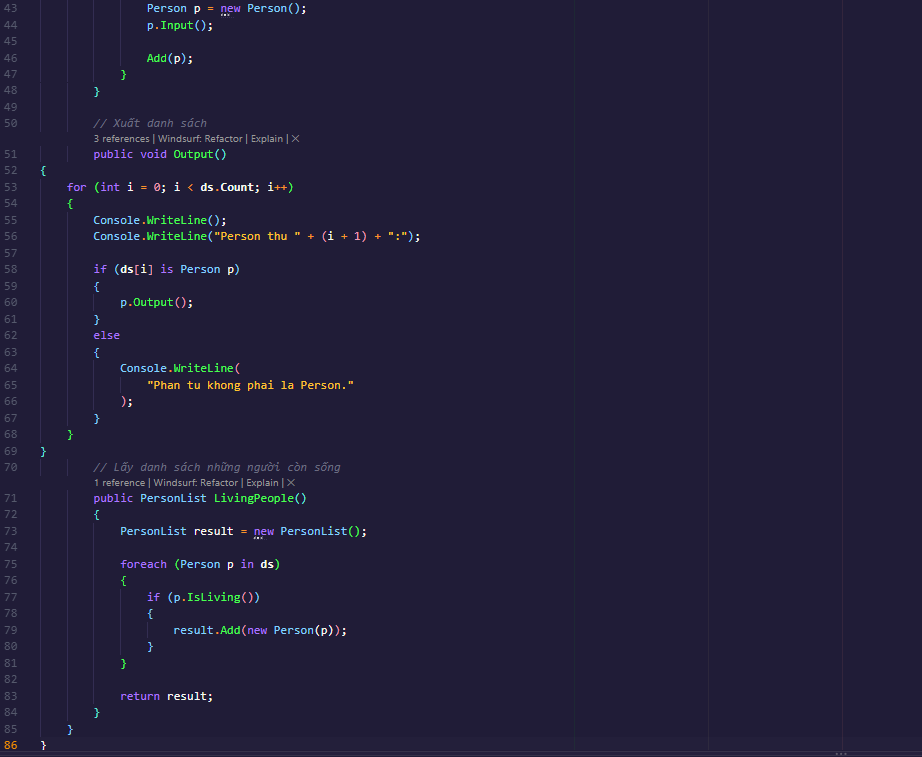 43                    Person p = new Person();
44                    p.Input();
45
46                    Add(p);
47                }
48            }
49
50            // Xuất danh sách
              3 references | Windsurf: Refactor | Explain | ✕
51            public void Output()
52    {
53        for (int i = 0; i < ds.Count; i++)
54        {
55            Console.WriteLine();
56            Console.WriteLine("Person thu " + (i + 1) + ":");
57
58            if (ds[i] is Person p)
59            {
60                p.Output();
61            }
62            else
63            {
64                Console.WriteLine(
65                    "Phan tu khong phai la Person."
66                );
67            }
68        }
69    }
70            // Lấy danh sách những người còn sống
              1 reference | Windsurf: Refactor | Explain | ✕
71            public PersonList LivingPeople()
72            {
73                PersonList result = new PersonList();
74
75                foreach (Person p in ds)
76                {
77                    if (p.IsLiving())
78                    {
79                        result.Add(new Person(p));
80                    }
81                }
82
83                return result;
84            }
85        }
86    }